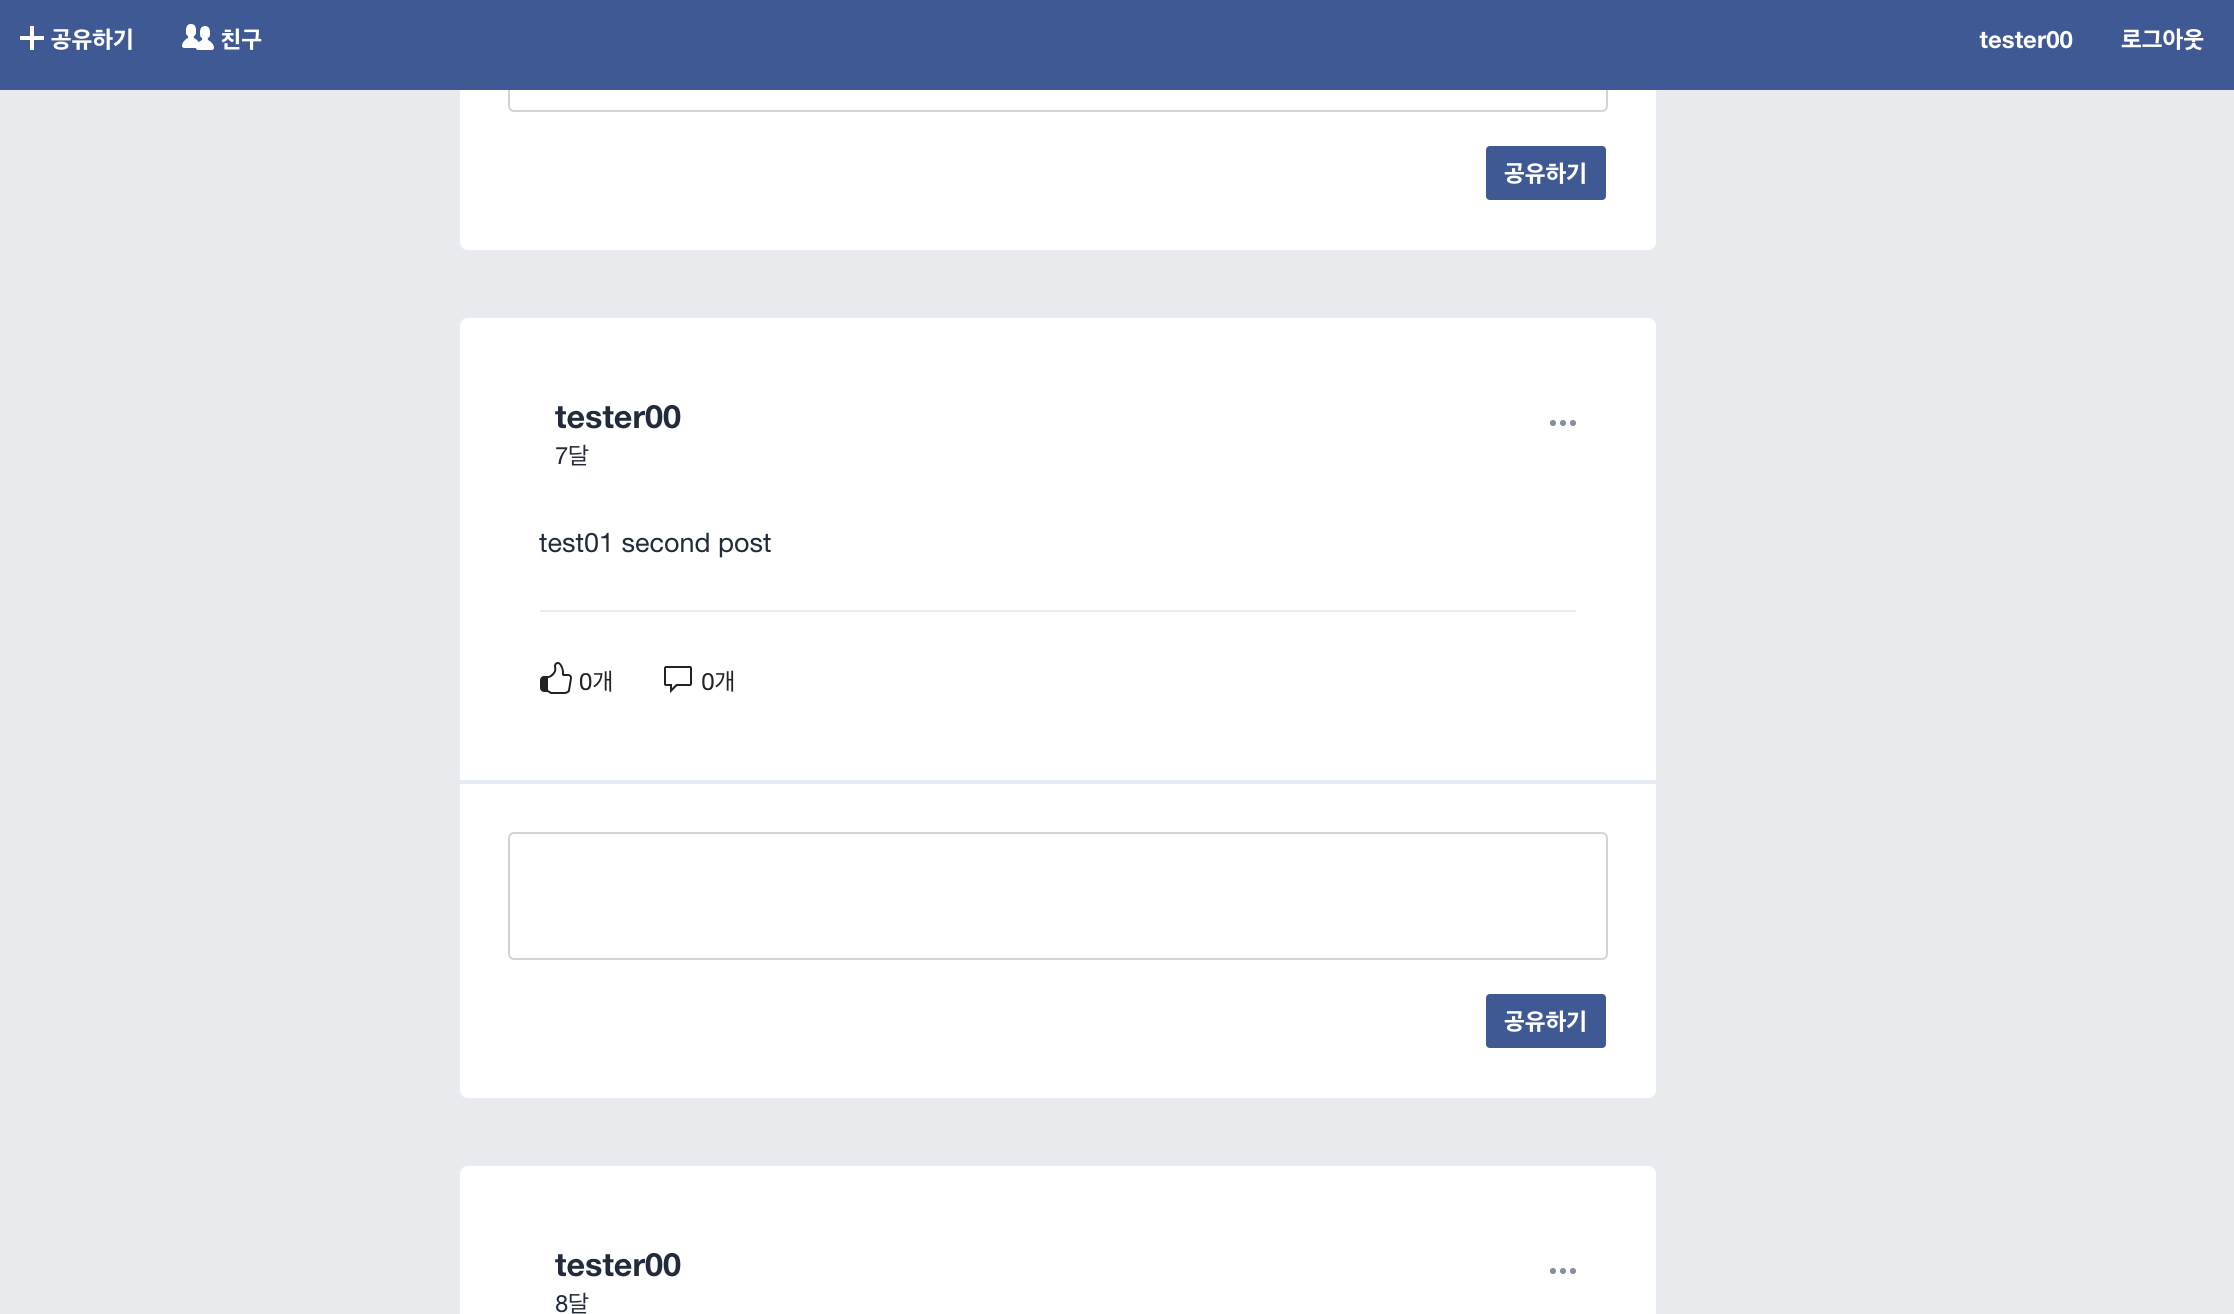 공유하기 친구 tester00 로그아웃
공유하기
tester00
7달
test01 second post
0개 0개
공유하기
tester00
8달